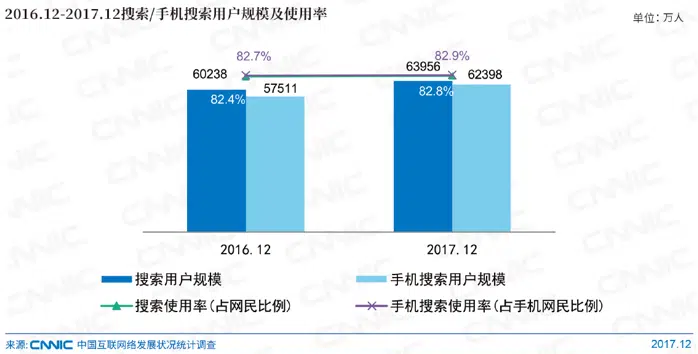 2016.12-2017.12搜索/手机搜索用户规模及使用率
单位：万人
82.7%
82.9%
60238
57511
63956
62398
82.4%
82.8%
2016. 12
2017. 12
搜索用户规模
手机搜索用户规模
搜索使用率(占网民比例)
手机搜索使用率(占手机网民比例)
来源: CNNIC 中国互联网络发展状况统计调查
2017.12